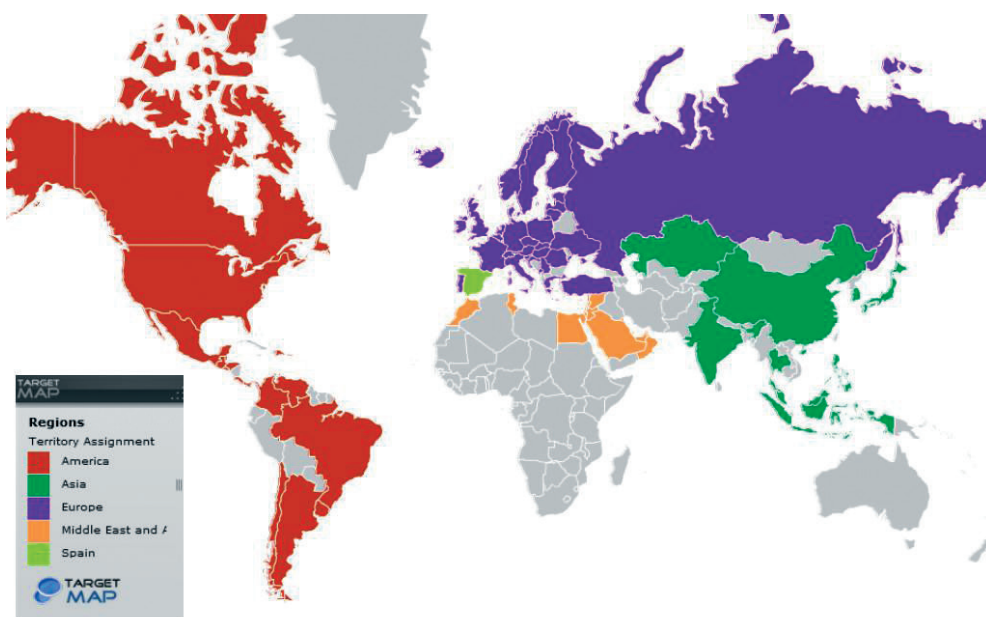 TARGET
MAP
Regions
Territory Assignment
America
Asia
Europe
Middle East and A
Spain
TARGET
MAP